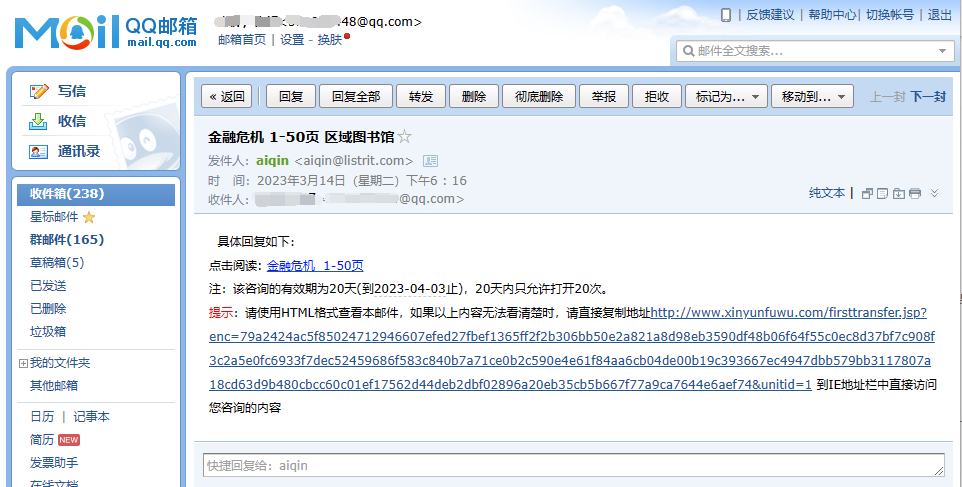 Mail QQ邮箱
mail.qq.com
48@qq.com>
邮箱首页 | 设置 - 换肤
| 反馈建议 | 帮助中心 | 切换帐号 | 退出
邮件全文搜索...
写信
收信
通讯录
收件箱(238)
星标邮件
群邮件(165)
草稿箱(5)
已发送
已删除
垃圾箱
我的文件夹
其他邮箱
日历 | 记事本
简历 NEW
发票助手
在线文档
« 返回 回复 回复全部 转发 删除 彻底删除 举报 拒收 标记为... 移动到... 上一封 下一封
金融危机 1-50页 区域图书馆☆
发件人：aiqin <aiqin@listrit.com>
时 间：2023年3月14日（星期二）下午6：16
收件人： @qq.com>
纯文本 |
具体回复如下：
点击阅读: 金融危机 1-50页
注：该咨询的有效期为20天(到2023-04-03止)，20天内只允许打开20次。
提示：请使用HTML格式查看本邮件，如果以上内容无法看清楚时，请直接复制地址http://www.xinyunfuwu.com/firsttransfer.jsp?
enc=79a2424ac5f85024712946607efed27fbef1365ff2f2b306bb50e2a821a8d98eb3590df48b06f64f55c0ec8d37bf7c908f
3c2a5e0fc6933f7dec52459686f583c840b7a71ce0b2c590e4e61f84aa6cb04de00b19c393667ec4947dbb579bb3117807a
18cd63d9b480cbcc60c01ef17562d44deb2dbf02896a20eb35cb5b667f77a9ca7644e6aef74&unitid=1 到IE地址栏中直接访问
您咨询的内容
快捷回复给：aiqin